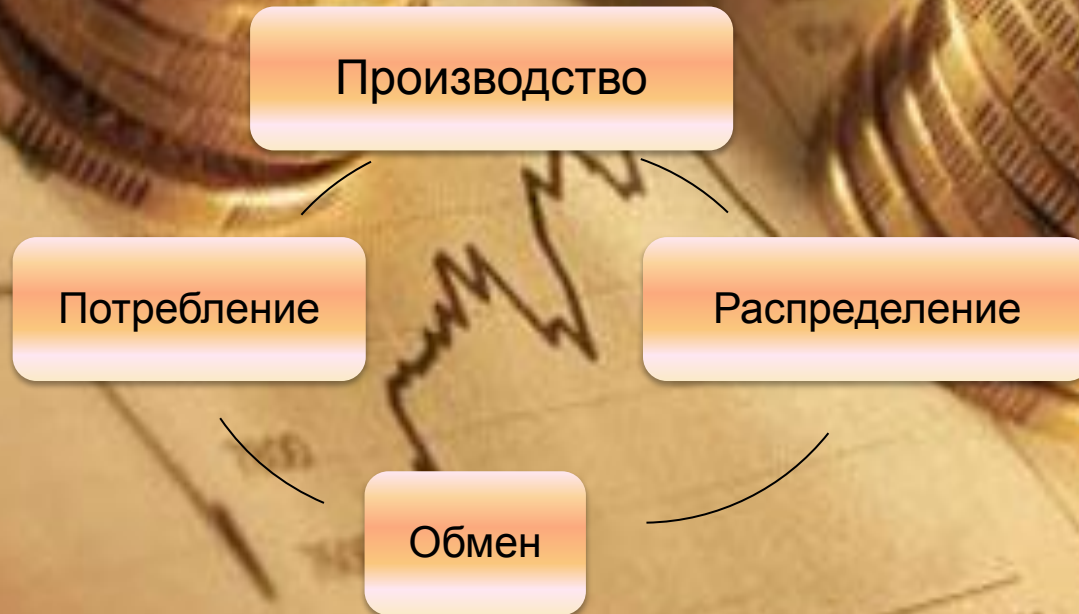 Производство
Потребление
Распределение
Обмен